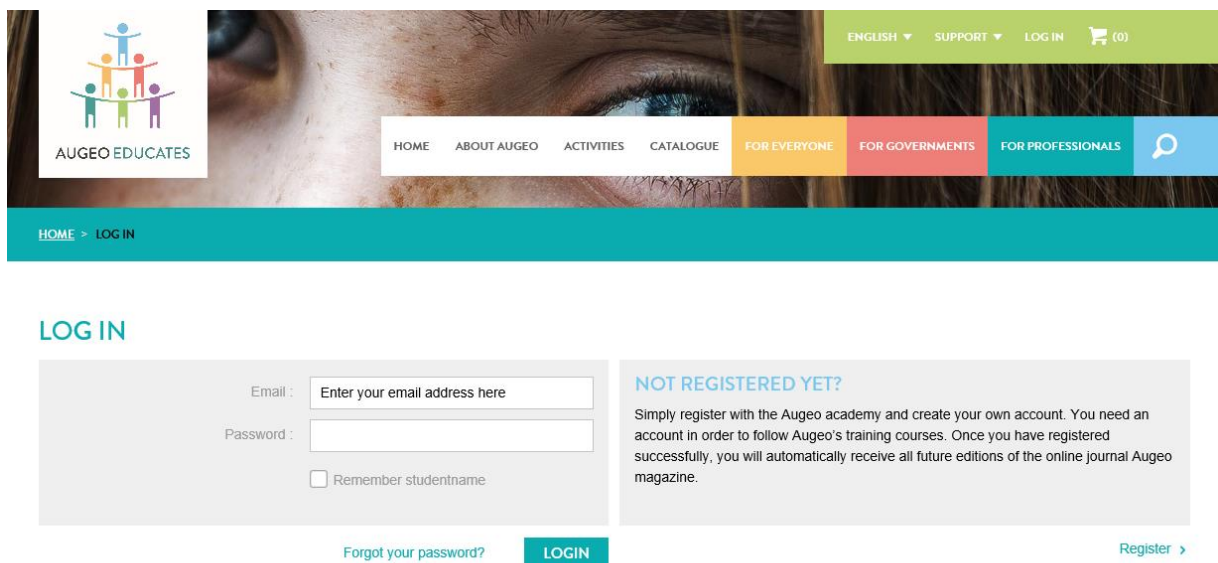 AUGEO EDUCATES
ENGLISH SUPPORT LOG IN (0)
HOME ABOUT AUGEO ACTIVITIES CATALOGUE FOR EVERYONE FOR GOVERNMENTS FOR PROFESSIONALS
HOME > LOG IN
LOG IN
Email :
Enter your email address here
Password :
Remember studentname
Forgot your password?
LOGIN
NOT REGISTERED YET?
Simply register with the Augeo academy and create your own account. You need an
account in order to follow Augeo's training courses. Once you have registered
successfully, you will automatically receive all future editions of the online journal Augeo
magazine.
Register >